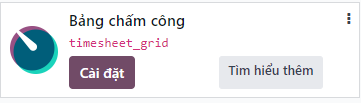 Bảng chấm công
timesheet_grid
Cài đặt
Tìm hiểu thêm